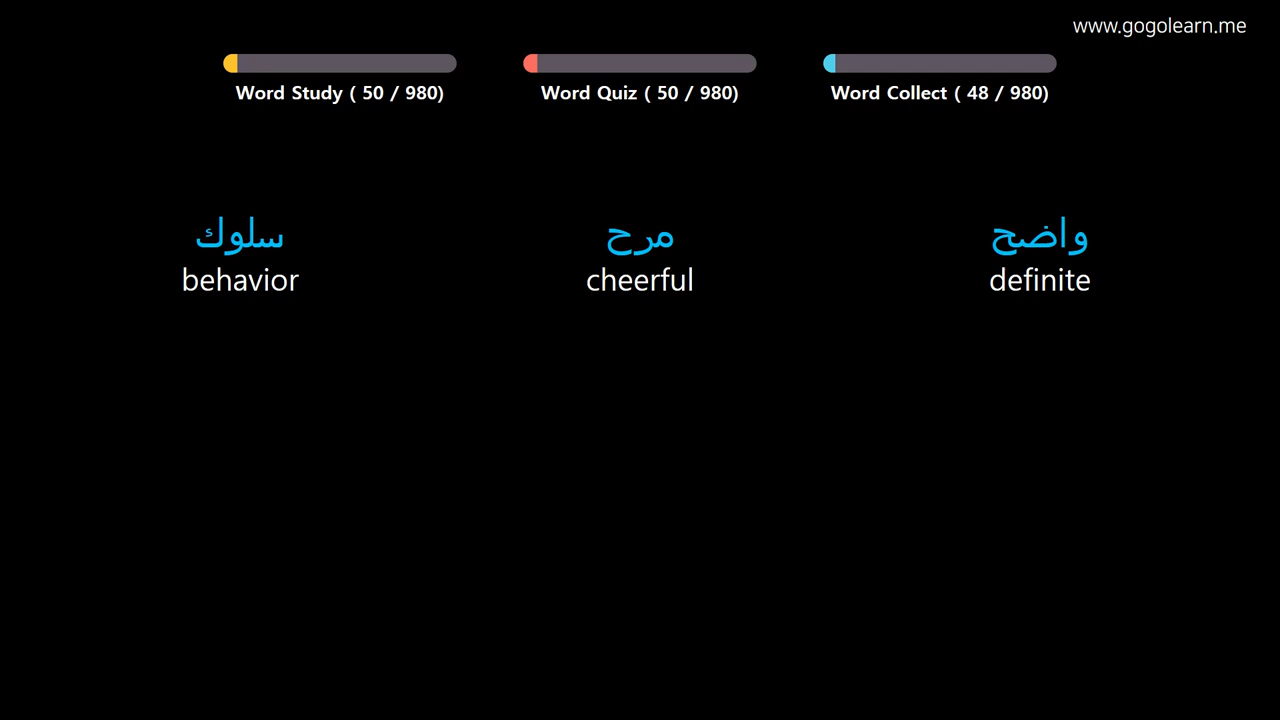 www.gogolearn.me
Word Study ( 50 / 980)
Word Quiz ( 50 / 980)
Word Collect ( 48 / 980)
سلوك
behavior
مرح
cheerful
واضح
definite